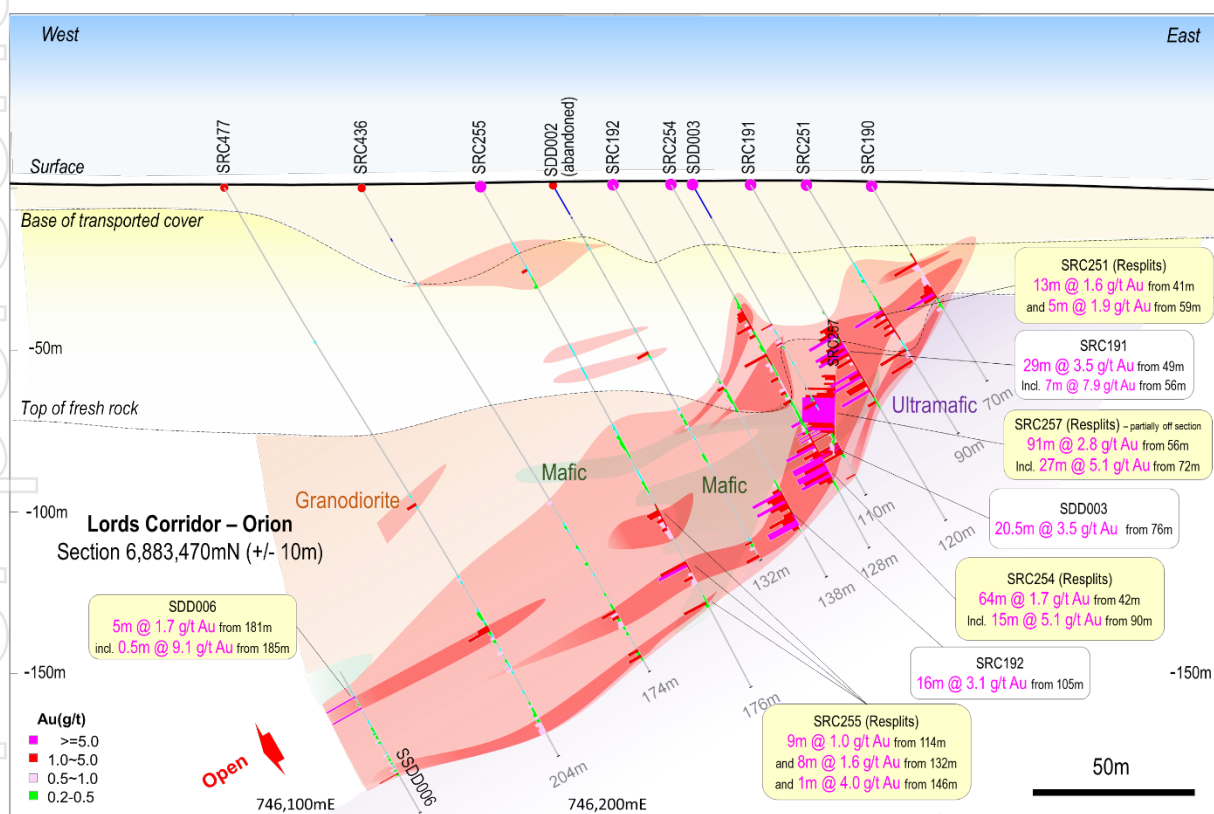 West
East
SRC477
SRC436
SRC255
SDD002
(abandoned)
SRC192
SRC254
SDD003
SRC191
SRC251
SRC190
Surface
Base of transported cover
-50m
Top of fresh rock
-100m
Lords Corridor – Orion
Section 6,883,470mN (+/- 10m)
-150m
-150m
Granodiorite
Mafic
Mafic
Ultramafic
SRC257
SRC251 (Resplits)
13m @ 1.6 g/t Au from 41m
and 5m @ 1.9 g/t Au from 59m
SRC191
29m @ 3.5 g/t Au from 49m
Incl. 7m @ 7.9 g/t Au from 56m
SRC257 (Resplits) – partially off section
91m @ 2.8 g/t Au from 56m
Incl. 27m @ 5.1 g/t Au from 72m
SDD003
20.5m @ 3.5 g/t Au from 76m
SRC254 (Resplits)
64m @ 1.7 g/t Au from 42m
Incl. 15m @ 5.1 g/t Au from 90m
SRC192
16m @ 3.1 g/t Au from 105m
SRC255 (Resplits)
9m @ 1.0 g/t Au from 114m
and 8m @ 1.6 g/t Au from 132m
and 1m @ 4.0 g/t Au from 146m
SDD006
5m @ 1.7 g/t Au from 181m
incl. 0.5m @ 9.1 g/t Au from 185m
70m
90m
110m
120m
128m
138m
132m
176m
174m
204m
SSDD006
Open
Au(g/t)
>=5.0
1.0~5.0
0.5~1.0
0.2-0.5
746,100mE
746,200mE
50m